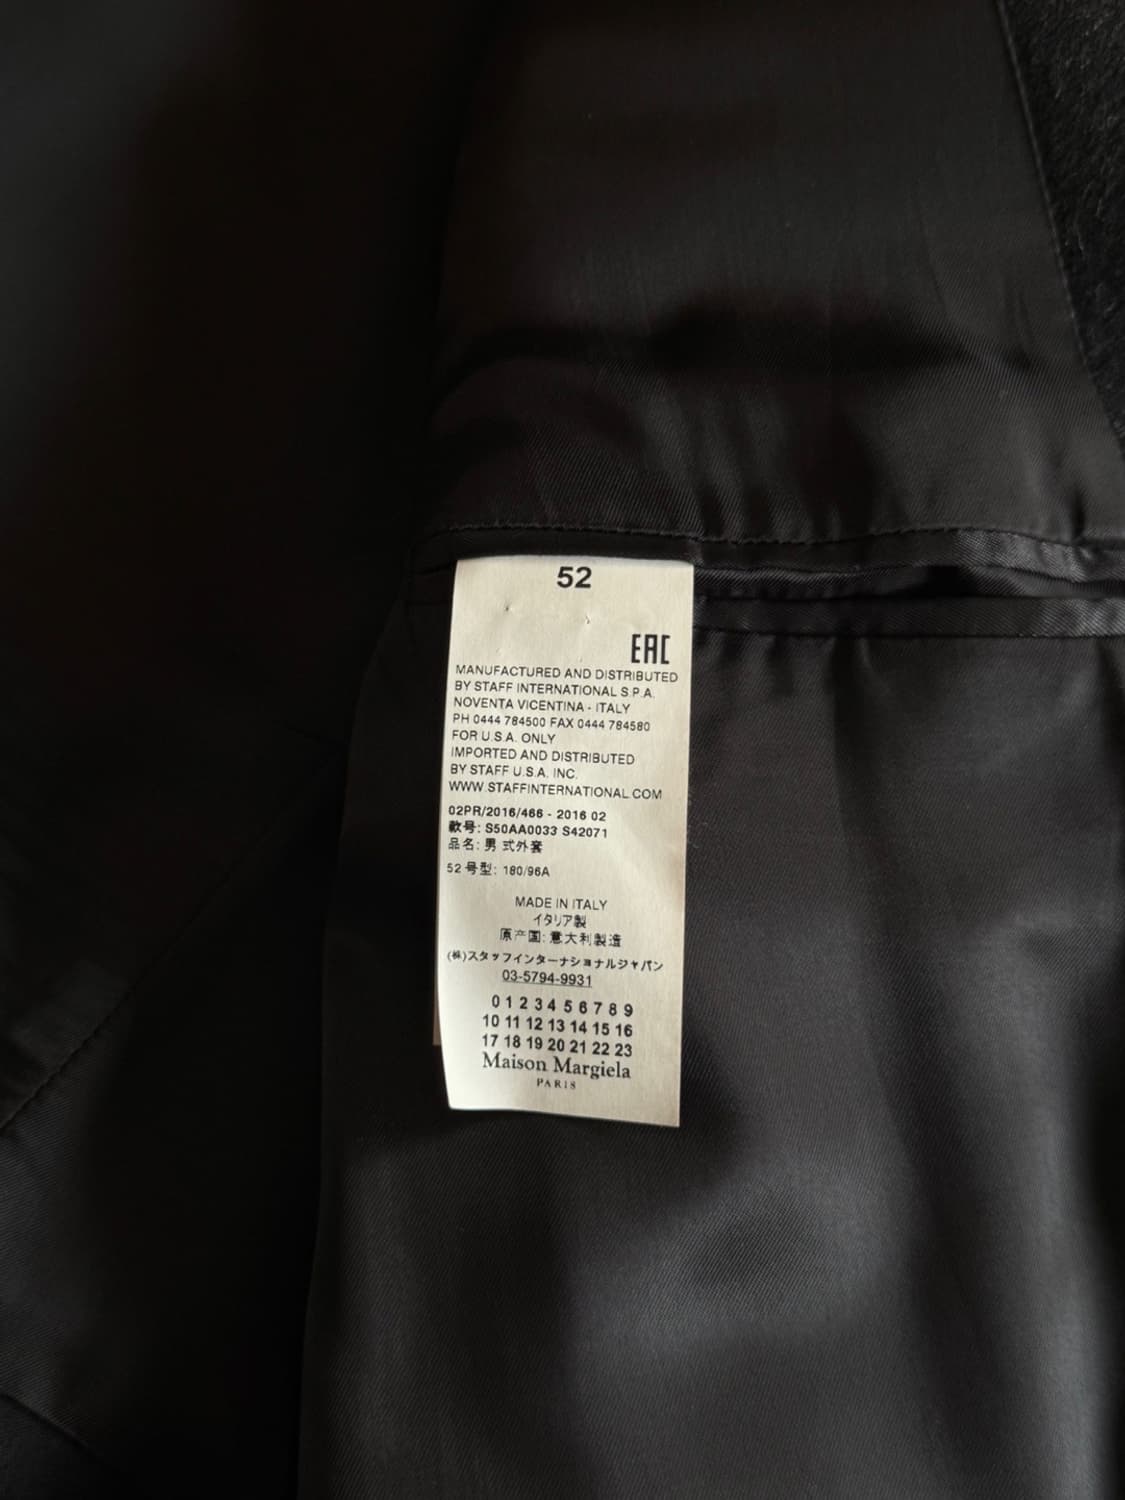 52
EAC
MANUFACTURED AND DISTRIBUTED
BY STAFF INTERNATIONAL S.P.A.
NOVENTA VICENTINA - ITALY
PH 0444 784500 FAX 0444 784580
FOR U.S.A. ONLY
IMPORTED AND DISTRIBUTED
BY STAFF U.S.A. INC.
WWW.STAFFINTERNATIONAL.COM
02PR/2016/466 - 2016 02
款号: S50AA0033 S42071
品名: 男 式外套
52 号型: 180/96A
MADE IN ITALY
イタリア製
原产国: 意大利製造
(株)スタッフインターナショナルジャパン
03-5794-9931
0 1 2 3 4 5 6 7 8 9
10 11 12 13 14 15 16
17 18 19 20 21 22 23
Maison Margiela
PARIS